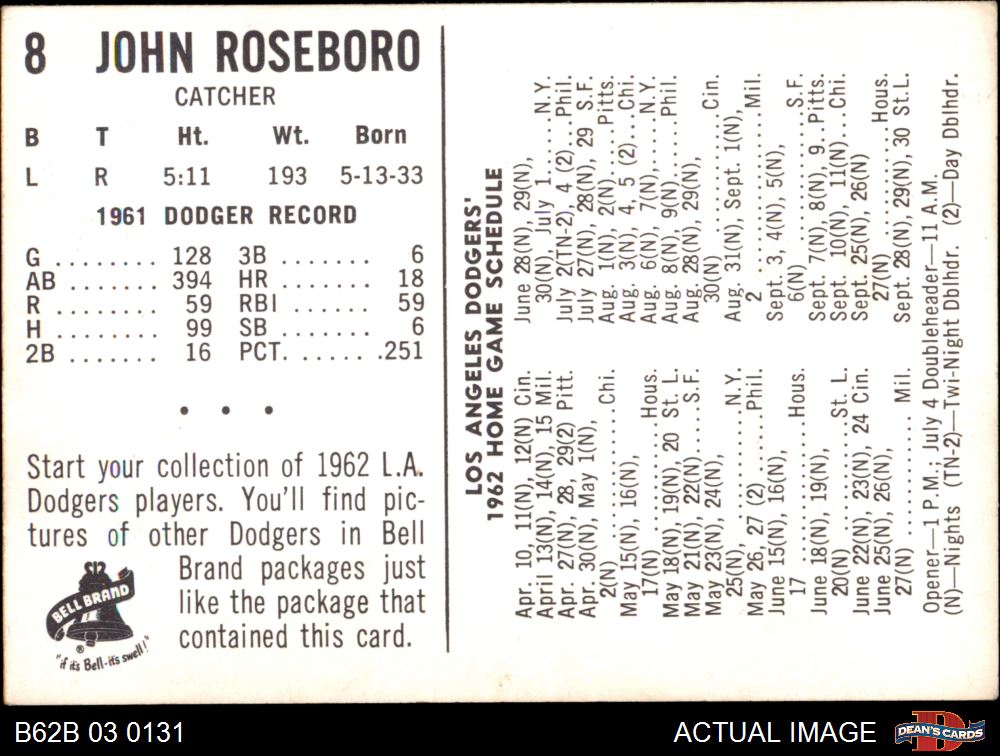 8 JOHN ROSEBORO
CATCHER
B T Ht. Wt. Born
L R 5:11 193 5-13-33
1961 DODGER RECORD
G ........ 128 3B ....... 6
AB ....... 394 HR ....... 18
R ........ 59 RBI ...... 59
H ........ 99 SB ....... 6
2B ....... 16 PCT. ...... .251
• • •
Start your collection of 1962 L.A.
Dodgers players. You'll find pic-
tures of other Dodgers in Bell
Brand packages just
like the package that
contained this card.
BELL BRAND
®
"if it's Bell-it's swell!"
LOS ANGELES DODGERS'
1962 HOME GAME SCHEDULE
Apr. 10, 11(N), 12(N) Cin.
April 13(N), 14(N), 15 Mil.
Apr. 27(N), 28, 29(2) Pitt.
Apr. 30(N), May 1(N),
2(N) ..............Chi.
May 15(N), 16(N),
17(N) ............Hous.
May 18(N), 19(N), 20 St. L.
May 21(N), 22(N).....S.F.
May 23(N), 24(N),
25(N)..............N.Y.
May 26, 27 (2) ......Phil.
June 15(N), 16(N),
17 ...............Hous.
June 18(N), 19(N),
20(N) ............St. L.
June 22(N), 23(N), 24 Cin.
June 25(N), 26(N),
27(N) .............. Mil.
June 28(N), 29(N),
30(N), July 1......N.Y.
July 2(TN-2), 4 (2)...Phil.
July 27(N), 28(N), 29 S.F.
Aug. 1(N), 2(N).....Pitts.
Aug. 3(N), 4, 5 (2)...Chi.
Aug. 6(N), 7(N)......N.Y.
Aug. 8(N), 9(N).....Phil.
Aug. 28(N), 29(N),
30(N) ..............Cin.
Aug. 31(N), Sept. 1(N),
2 ..................Mil.
Sept. 3, 4(N), 5(N),
6(N) ...............S.F.
Sept. 7(N), 8(N), 9..Pitts.
Sept. 10(N), 11(N)...Chi.
Sept. 25(N), 26(N)
27(N) ............Hous.
Sept. 28(N), 29(N), 30 St. L.
Opener—1 P.M.; July 4 Doubleheader—11 A.M.
(N)—Nights (TN-2)—Twi-Night Dblhdr. (2)—Day Dblhdr.
B62B 03 0131 ACTUAL IMAGE DEAN'S CARDS